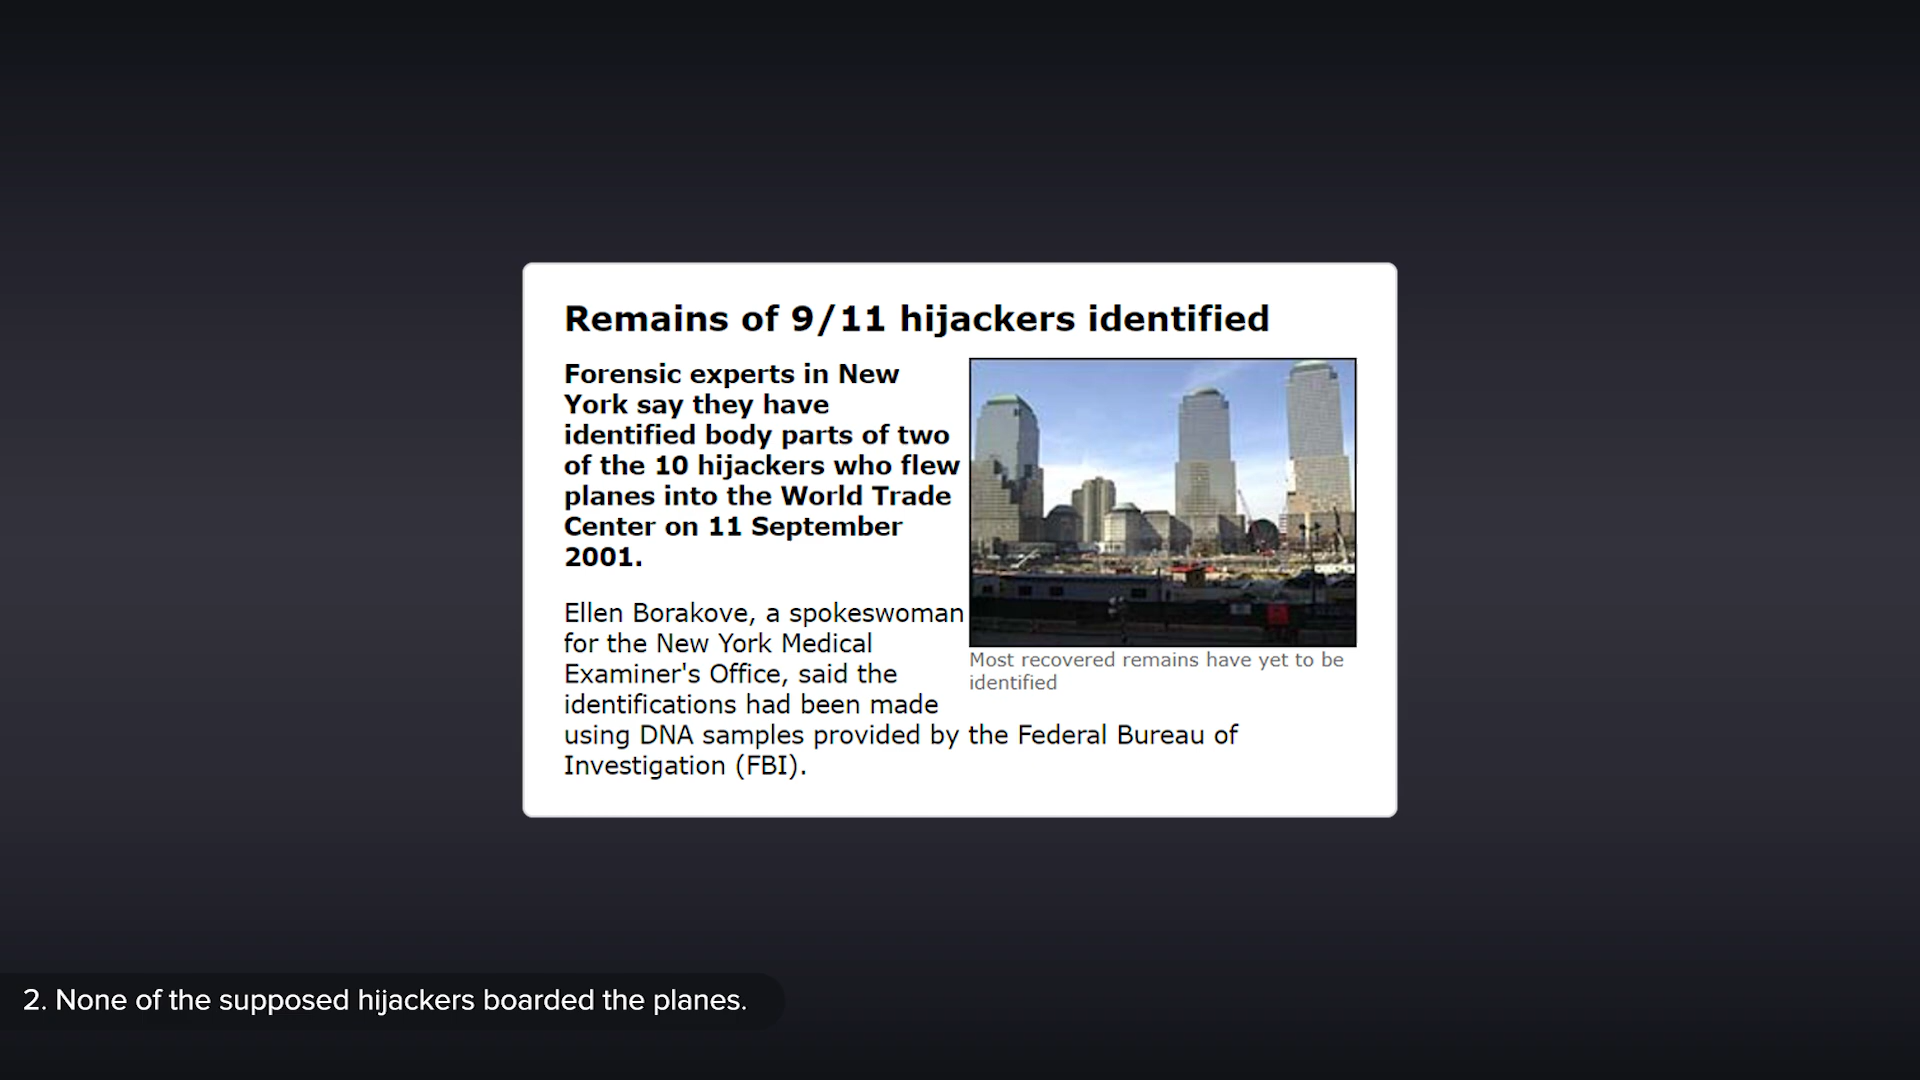 Remains of 9/11 hijackers identified
Forensic experts in New
York say they have
identified body parts of two
of the 10 hijackers who flew
planes into the World Trade
Center on 11 September
2001.
Ellen Borakove, a spokeswoman
for the New York Medical
Examiner's Office, said the
identifications had been made
using DNA samples provided by the Federal Bureau of
Investigation (FBI).
Most recovered remains have yet to be
identified
2. None of the supposed hijackers boarded the planes.